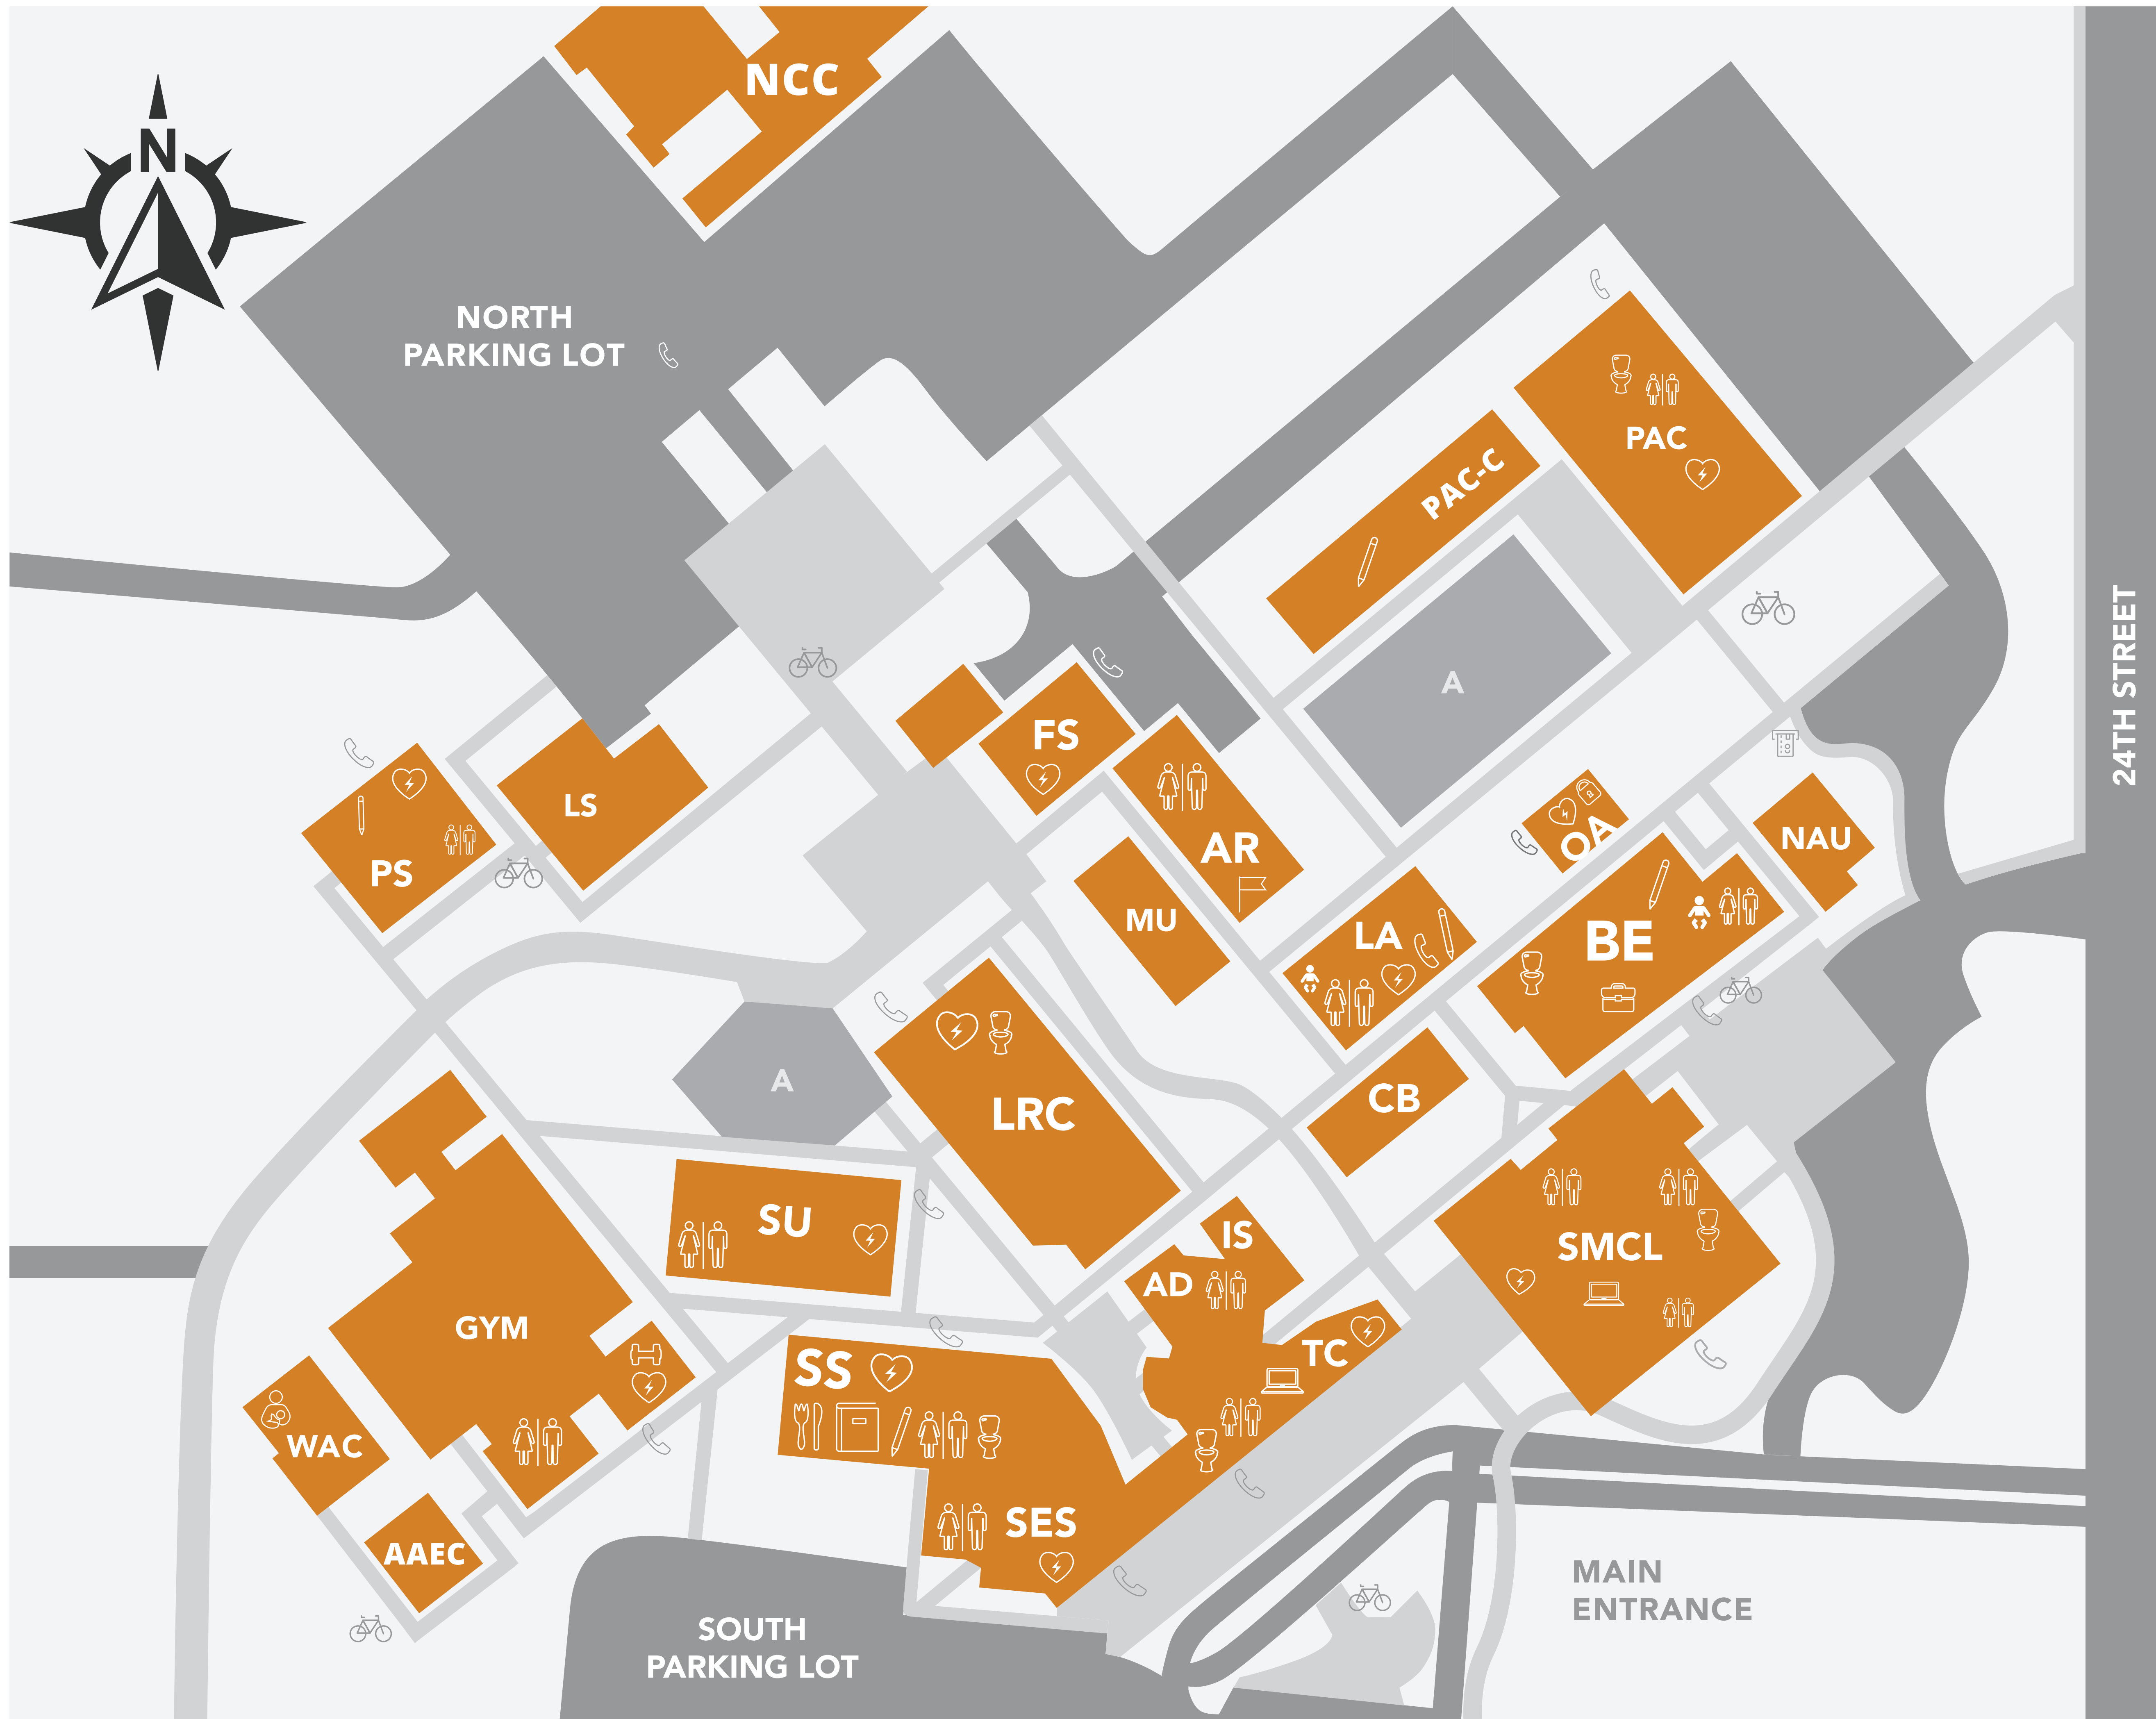 NCC
N
NORTH
PARKING LOT
PAC
PAC-C
A
24TH STREET
FS
LS
OA
NAU
AR
PS
MU
LA
BE
A
LRC
CB
SU
IS
SMCL
AD
GYM
TC
SS
WAC
SES
AAEC
MAIN
ENTRANCE
SOUTH
PARKING LOT